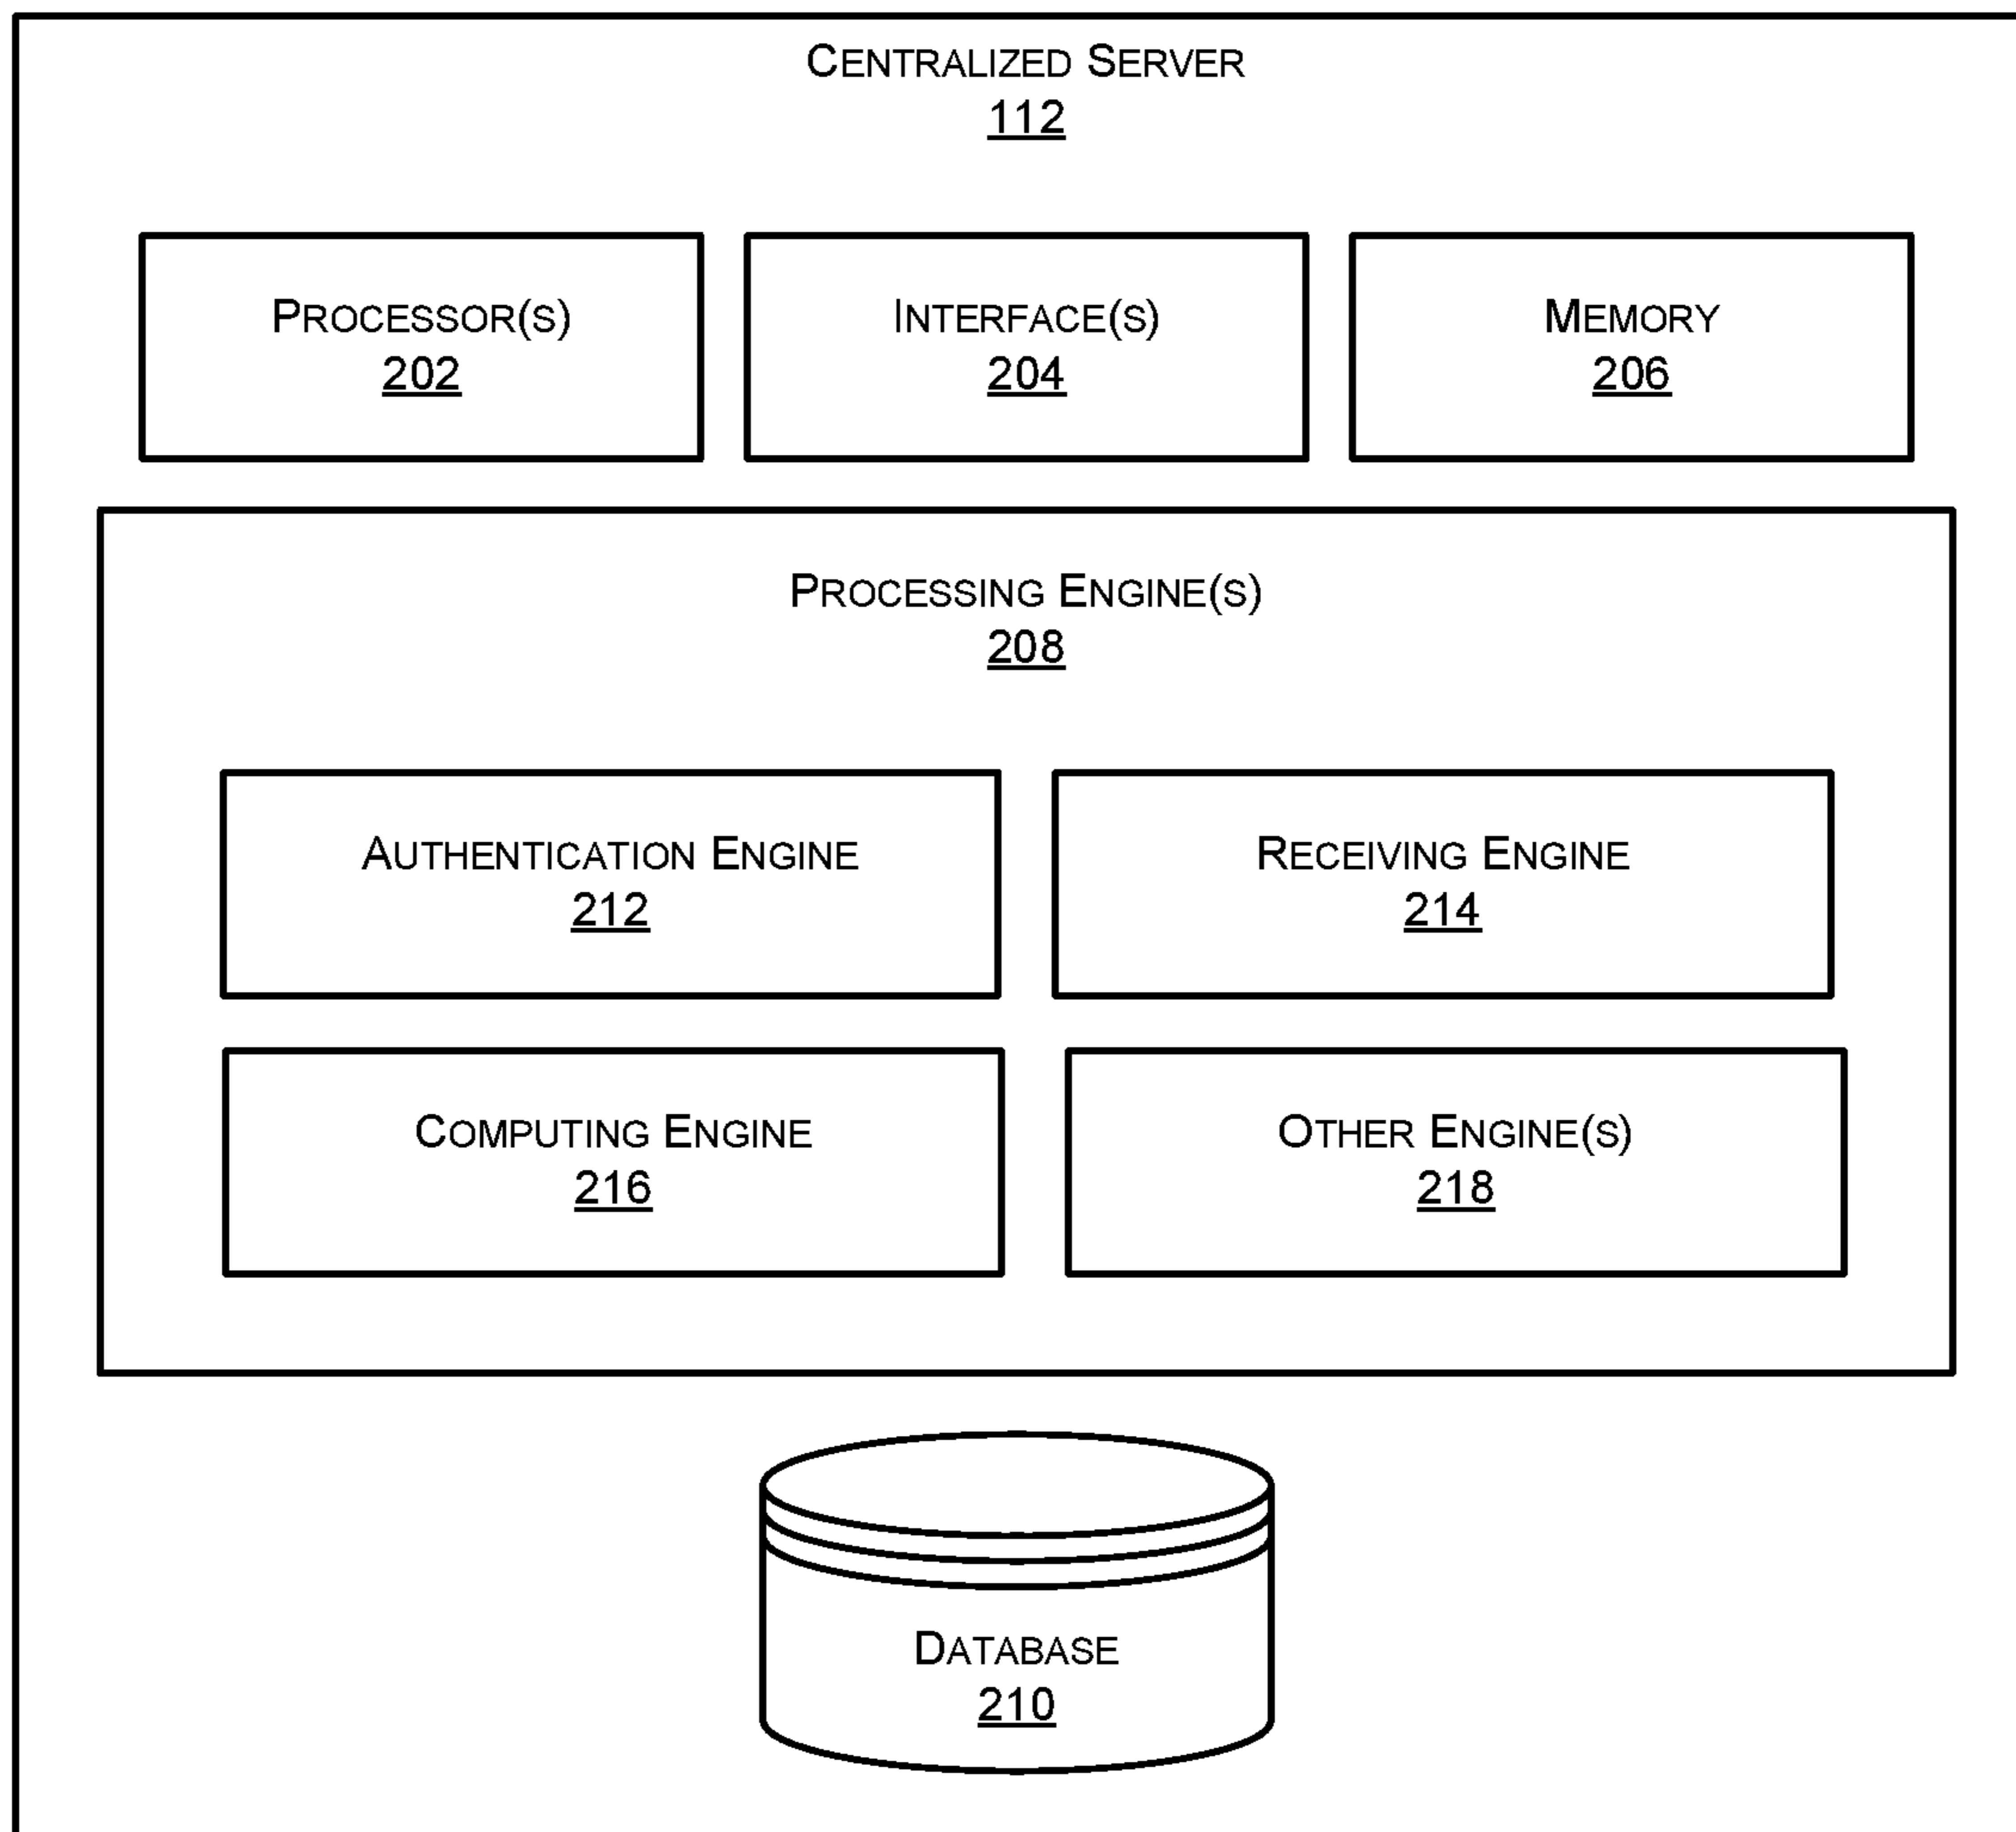 CENTRALIZED SERVER
112
PROCESSOR(S)
202
INTERFACE(S)
204
MEMORY
206
PROCESSING ENGINE(S)
208
AUTHENTICATION ENGINE
212
RECEIVING ENGINE
214
COMPUTING ENGINE
216
OTHER ENGINE(S)
218
DATABASE
210